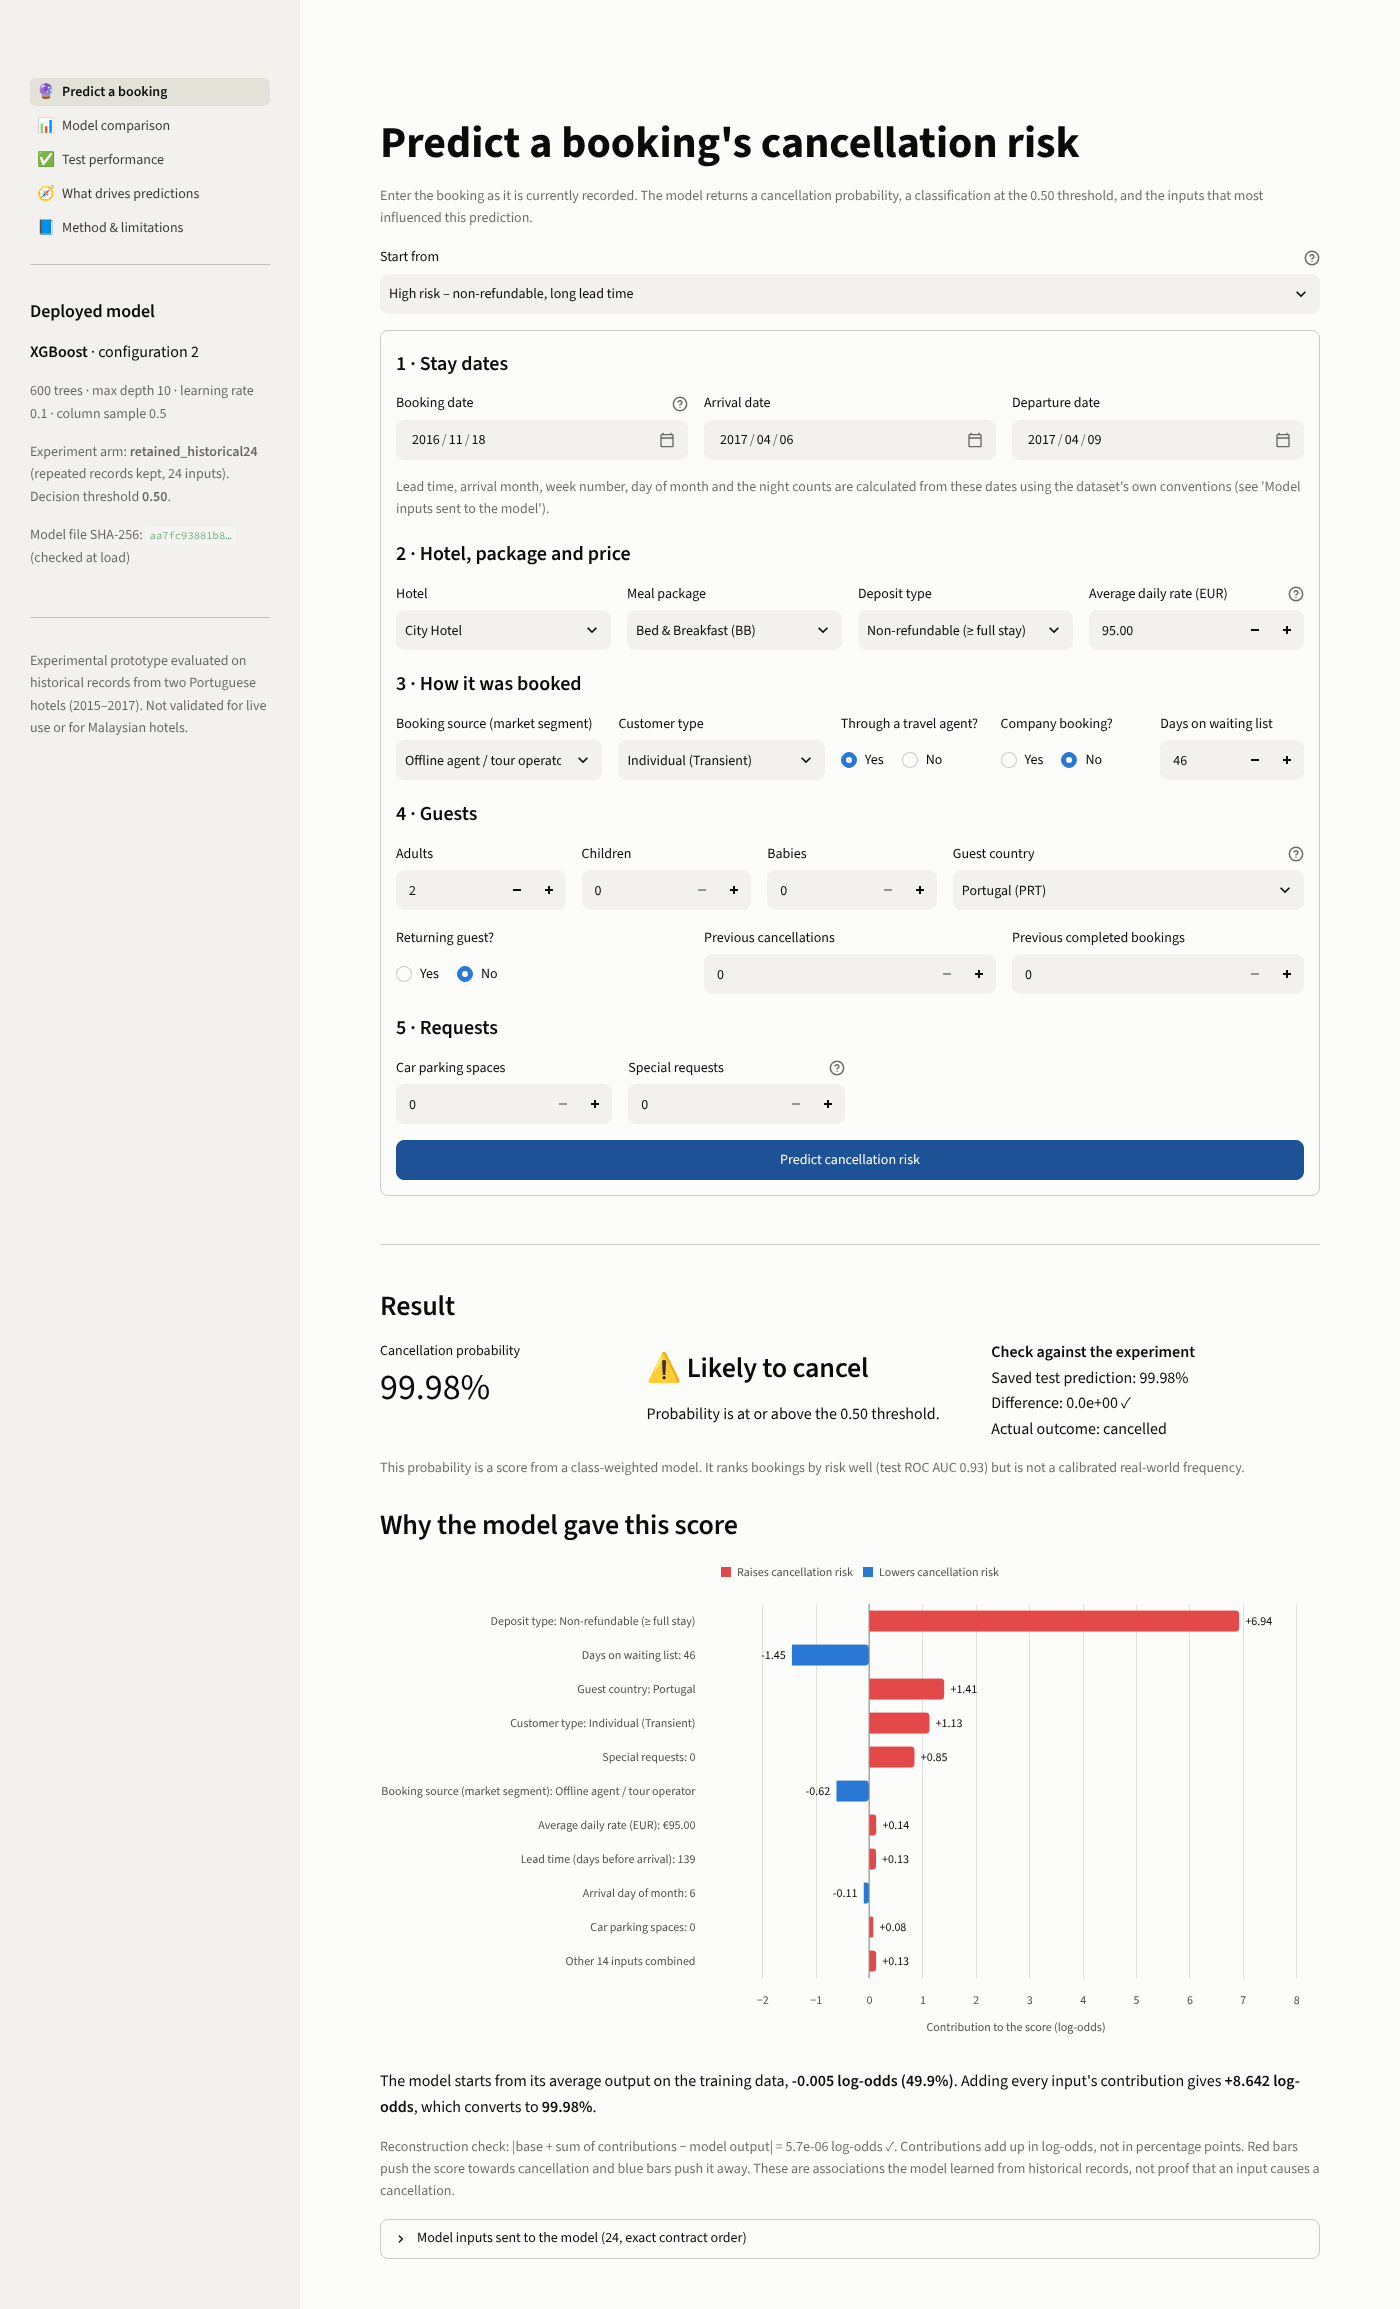 Predict a booking
Model comparison
Test performance
What drives predictions
Method & limitations
Deployed model
XGBoost · configuration 2
600 trees · max depth 10 · learning rate
0.1 · column sample 0.5
Experiment arm: retained_historical24
(repeated records kept, 24 inputs).
Decision threshold 0.50.
Model file SHA-256: aa7fc93881b8…
(checked at load)
Experimental prototype evaluated on
historical records from two Portuguese
hotels (2015–2017). Not validated for live
use or for Malaysian hotels.
Predict a booking's cancellation risk
Enter the booking as it is currently recorded. The model returns a cancellation probability, a classification at the 0.50 threshold, and the inputs that most
influenced this prediction.
Start from
High risk – non-refundable, long lead time
1 · Stay dates
Booking date Arrival date Departure date
2016 / 11 / 18 2017 / 04 / 06 2017 / 04 / 09
Lead time, arrival month, week number, day of month and the night counts are calculated from these dates using the dataset's own conventions (see 'Model
inputs sent to the model').
2 · Hotel, package and price
Hotel Meal package Deposit type Average daily rate (EUR)
City Hotel Bed & Breakfast (BB) Non-refundable (≥ full stay) 95.00
3 · How it was booked
Booking source (market segment) Customer type Through a travel agent? Company booking? Days on waiting list
Offline agent / tour operatc Individual (Transient) Yes No Yes No 46
4 · Guests
Adults Children Babies Guest country
2 0 0 Portugal (PRT)
Returning guest? Previous cancellations Previous completed bookings
Yes No 0 0
5 · Requests
Car parking spaces Special requests
0 0
Predict cancellation risk
Result
Cancellation probability
99.98%
⚠️ Likely to cancel
Probability is at or above the 0.50 threshold.
Check against the experiment
Saved test prediction: 99.98%
Difference: 0.0e+00 ✓
Actual outcome: cancelled
This probability is a score from a class-weighted model. It ranks bookings by risk well (test ROC AUC 0.93) but is not a calibrated real-world frequency.
Why the model gave this score
Raises cancellation risk Lowers cancellation risk
Deposit type: Non-refundable (≥ full stay) +6.94
Days on waiting list: 46 -1.45
Guest country: Portugal +1.41
Customer type: Individual (Transient) +1.13
Special requests: 0 +0.85
Booking source (market segment): Offline agent / tour operator -0.62
Average daily rate (EUR): €95.00 +0.14
Lead time (days before arrival): 139 +0.13
Arrival day of month: 6 -0.11
Car parking spaces: 0 +0.08
Other 14 inputs combined +0.13
−2 −1 0 1 2 3 4 5 6 7 8
Contribution to the score (log-odds)
The model starts from its average output on the training data, -0.005 log-odds (49.9%). Adding every input's contribution gives +8.642 log-
odds, which converts to 99.98%.
Reconstruction check: |base + sum of contributions − model output| = 5.7e-06 log-odds ✓. Contributions add up in log-odds, not in percentage points. Red bars
push the score towards cancellation and blue bars push it away. These are associations the model learned from historical records, not proof that an input causes a
cancellation.
Model inputs sent to the model (24, exact contract order)